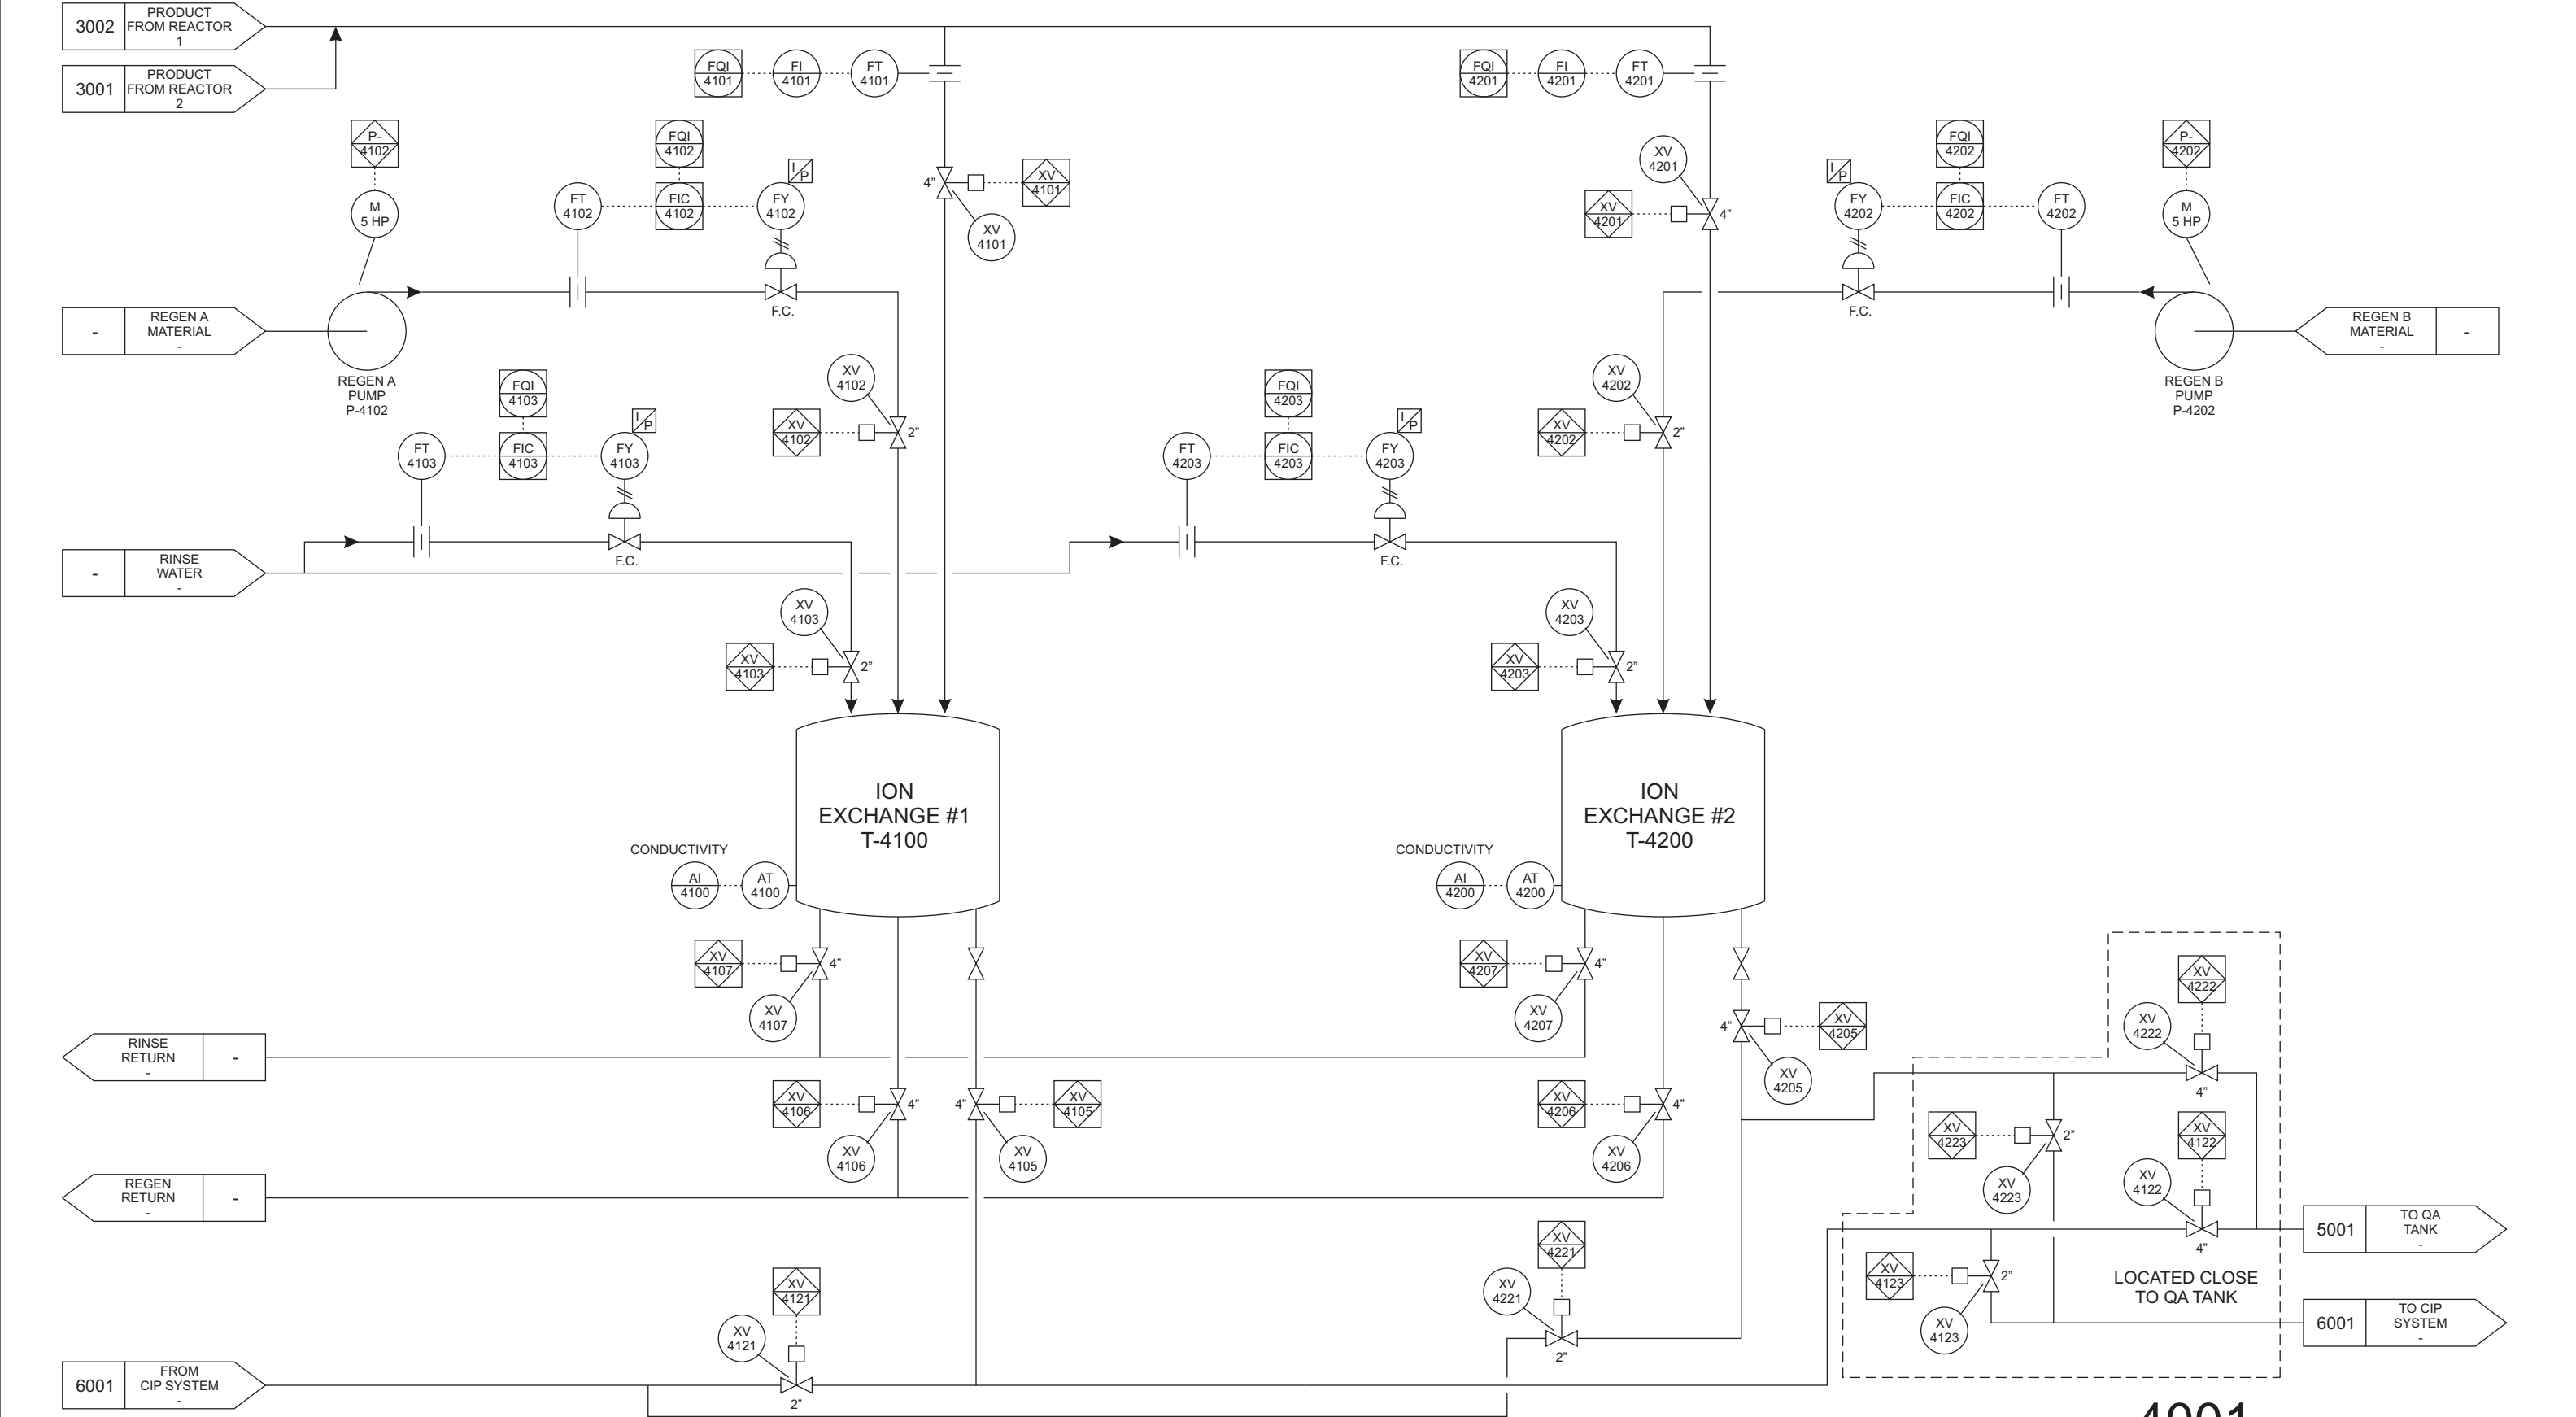 3002
PRODUCT
FROM REACTOR
1
3001
PRODUCT
FROM REACTOR
2
FQI
4101
FI
4101
FT
4101
FQI
4201
FI
4201
FT
4201
P-
4102
M
5 HP
FQI
4102
FT
4102
FIC
4102
FY
4102
I/P
4”
XV
4101
XV
4101
XV
4201
XV
4201
4”
I/P
FY
4202
FQI
4202
FIC
4202
FT
4202
P-
4202
M
5 HP
F.C.
F.C.
-
REGEN A
MATERIAL
-
REGEN A
PUMP
P-4102
REGEN B
MATERIAL
-
-
REGEN B
PUMP
P-4202
FQI
4103
FT
4103
FIC
4103
FY
4103
I/P
XV
4102
XV
4102
2”
FQI
4203
FT
4203
FIC
4203
FY
4203
I/P
XV
4202
XV
4202
2”
F.C.
F.C.
-
RINSE
WATER
-
XV
4103
XV
4103
2”
XV
4203
XV
4203
2”
ION
EXCHANGE #1
T-4100
ION
EXCHANGE #2
T-4200
CONDUCTIVITY
AI
4100
AT
4100
CONDUCTIVITY
AI
4200
AT
4200
XV
4107
4”
XV
4107
XV
4207
4”
XV
4207
4”
XV
4205
XV
4205
XV
4222
XV
4222
4”
RINSE
RETURN
-
-
XV
4106
4”
XV
4106
4”
XV
4105
XV
4105
XV
4206
4”
XV
4206
XV
4223
2”
XV
4223
XV
4122
XV
4122
4”
REGEN
RETURN
-
-
5001
TO QA
TANK
-
XV
4221
XV
4221
2”
XV
4123
2”
XV
4123
LOCATED CLOSE
TO QA TANK
6001
TO CIP
SYSTEM
-
XV
4121
XV
4121
2”
6001
FROM
CIP SYSTEM
-
4001